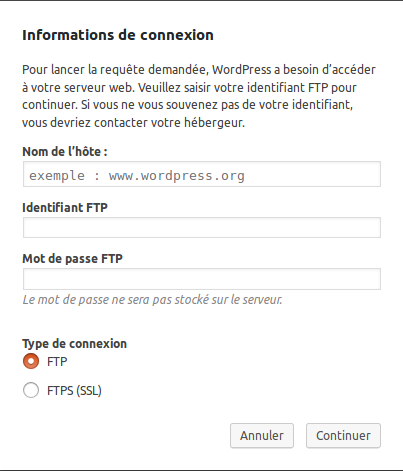 Informations de connexion
Pour lancer la requête demandée, WordPress a besoin d’accéder
à votre serveur web. Veuillez saisir votre identifiant FTP pour
continuer. Si vous ne vous souvenez pas de votre identifiant,
vous devriez contacter votre hébergeur.
Nom de l’hôte :
exemple : www.wordpress.org
Identifiant FTP
Mot de passe FTP
Le mot de passe ne sera pas stocké sur le serveur.
Type de connexion
FTP
FTPS (SSL)
Annuler Continuer